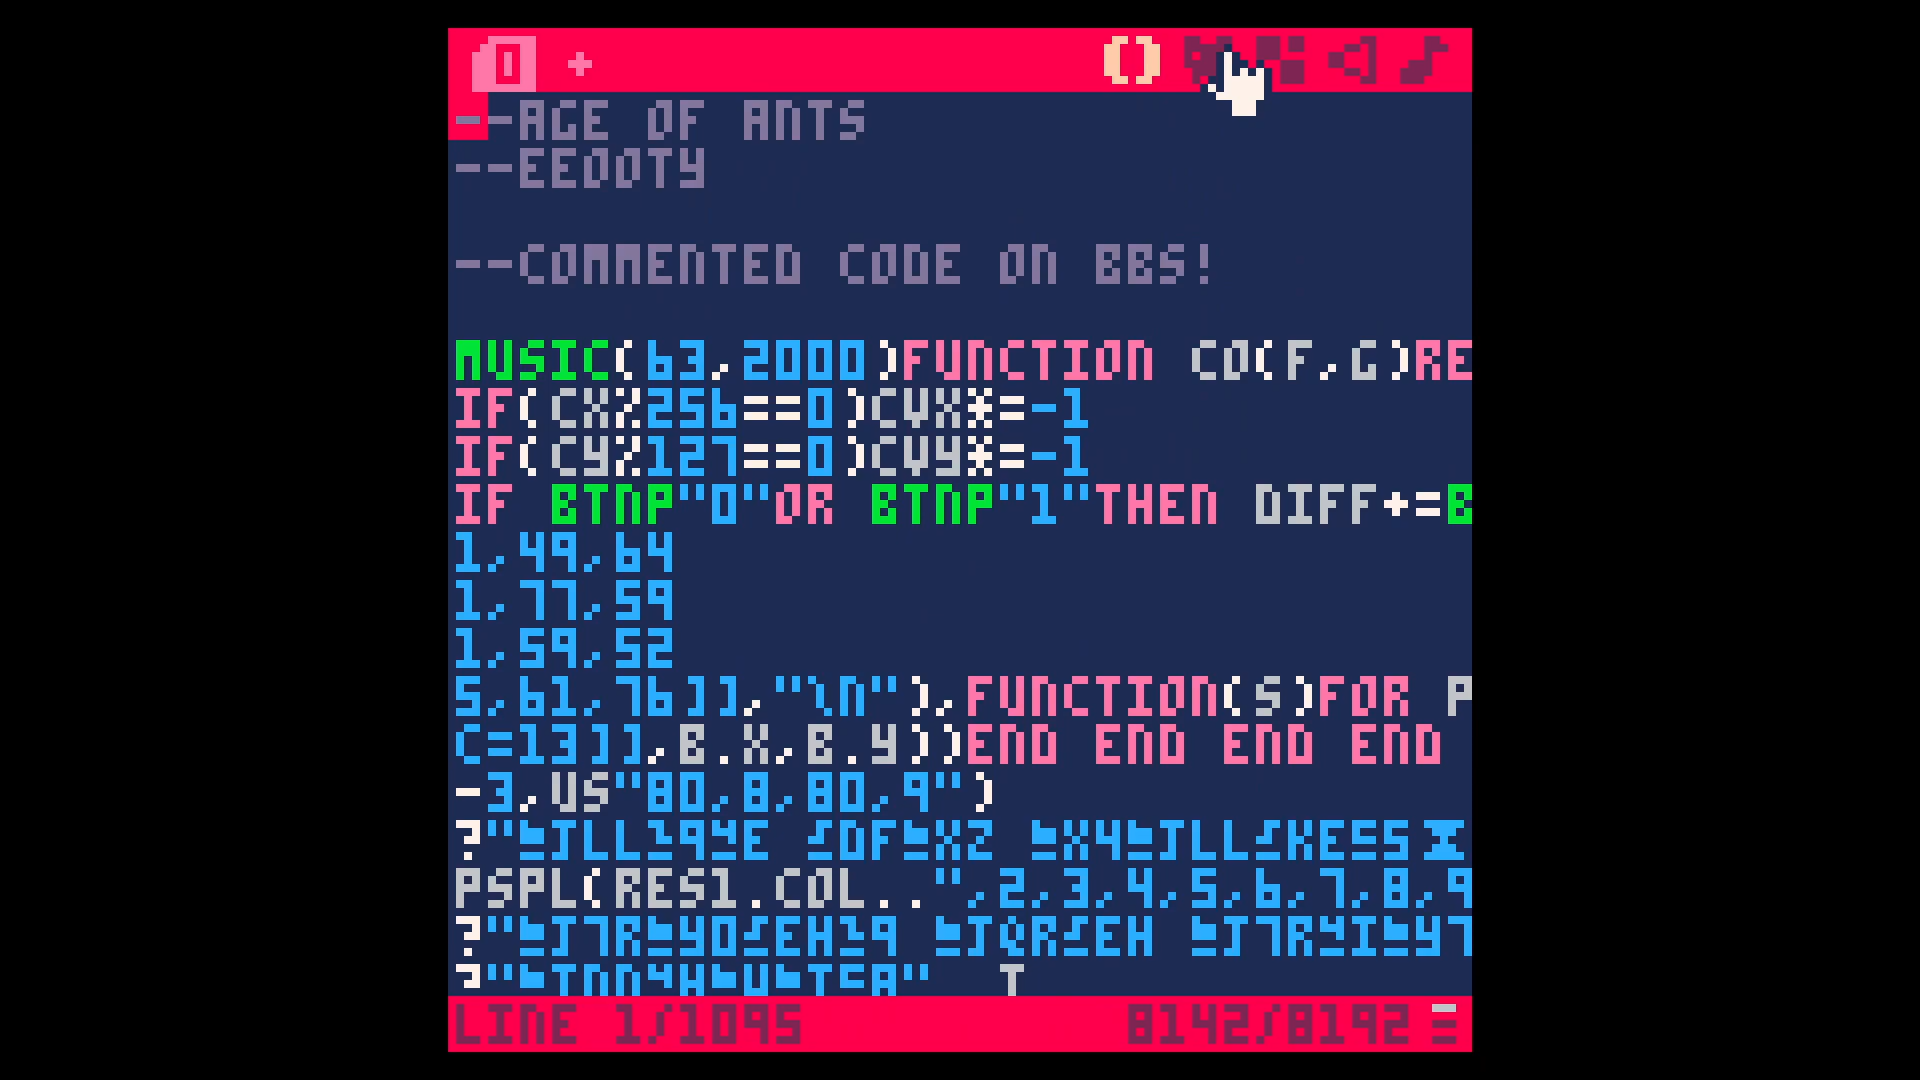 0 +
--AGE OF ANTS
--EEOOTY
--COMMENTED CODE ON BBS!
MUSIC(63,2000)FUNCTION CO(F,G)RE
IF(CX%256==0)CVX*=-1
IF(CY%127==0)CVY*=-1
IF BTNP"0"OR BTNP"1"THEN DIFF+=B
1,49,64
1,77,59
1,59,52
5,61,76]],"\N"),FUNCTION(S)FOR P
C=13]],B.X,B.Y))END END END END
-3,US"80,8,80,9")
PSPL(RES1.COL..",2,3,4,5,6,7,8,9
LINE 1/1095
8142/8192